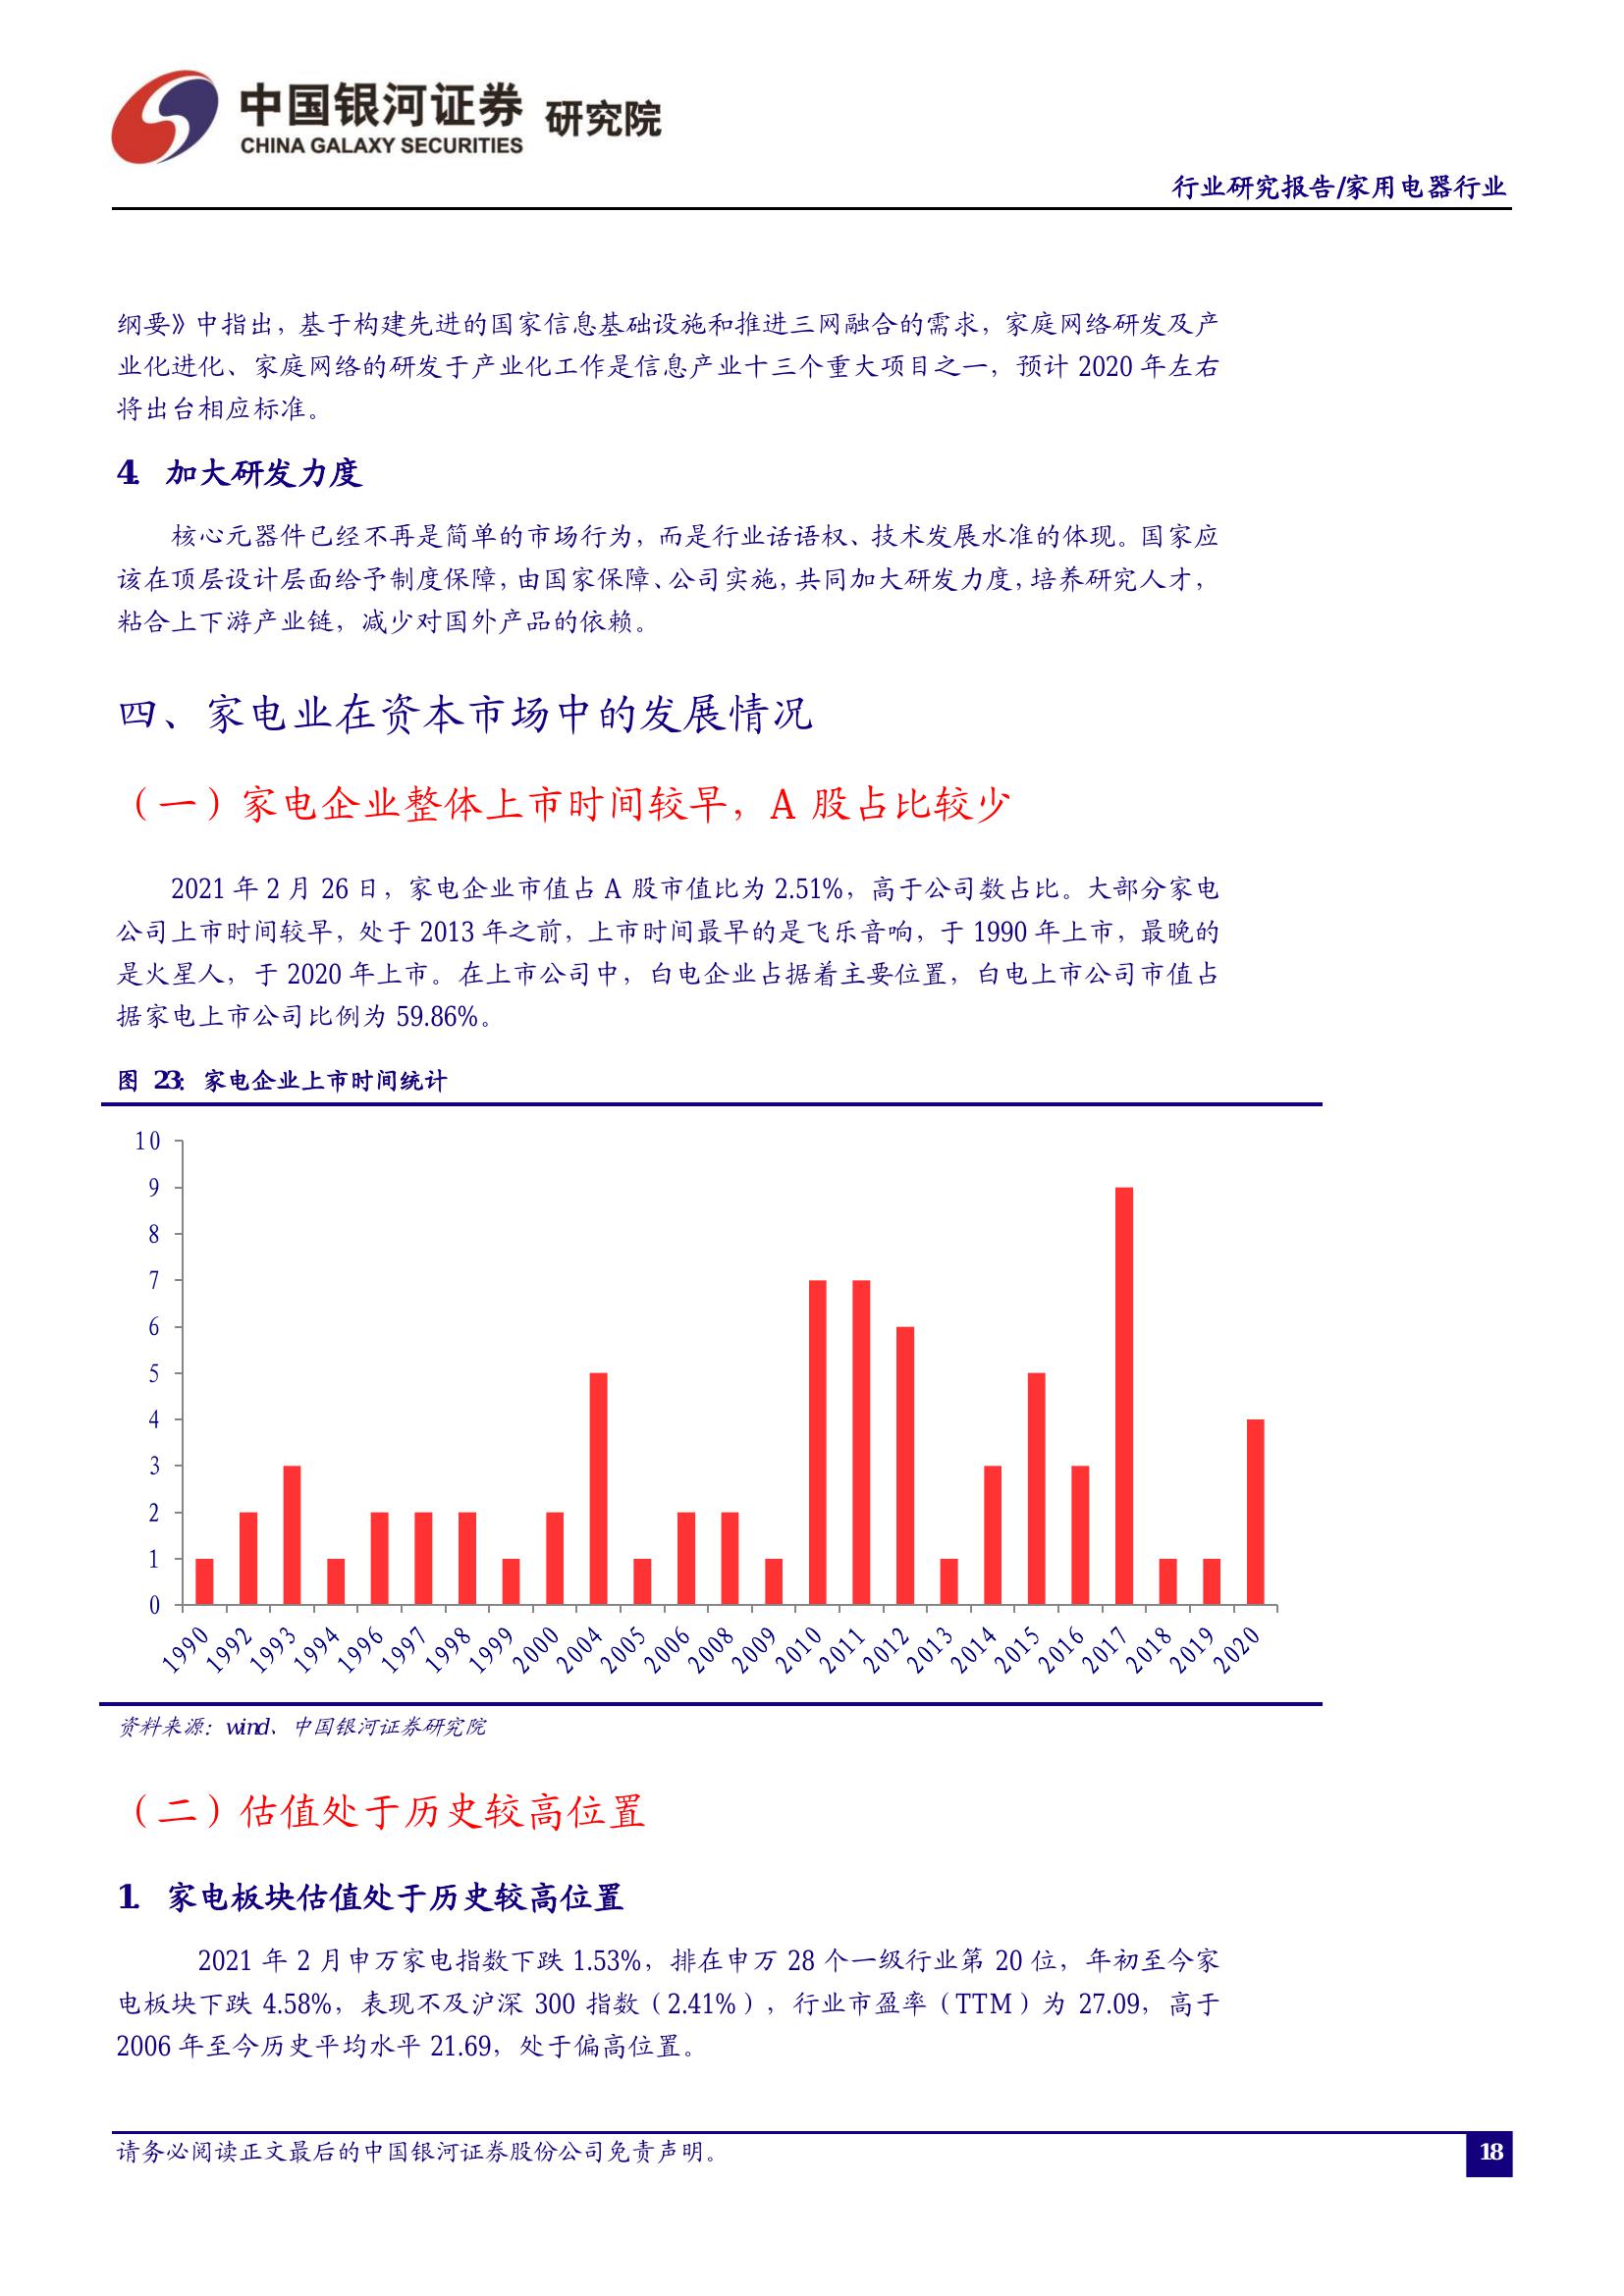 中国银河证券 研究院
CHINA GALAXY SECURITIES
行业研究报告/家用电器行业
纲要》中指出，基于构建先进的国家信息基础设施和推进三网融合的需求，家庭网络研发及产
业化进化、家庭网络的研发于产业化工作是信息产业十三个重大项目之一，预计 2020 年左右
将出台相应标准。
4. 加大研发力度
核心元器件已经不再是简单的市场行为，而是行业话语权、技术发展水准的体现。国家应
该在顶层设计层面给予制度保障，由国家保障、公司实施，共同加大研发力度，培养研究人才，
粘合上下游产业链，减少对国外产品的依赖。
四、家电业在资本市场中的发展情况
（一）家电企业整体上市时间较早，A 股占比较少
2021 年 2 月 26 日，家电企业市值占 A 股市值比为 2.51%，高于公司数占比。大部分家电
公司上市时间较早，处于 2013 年之前，上市时间最早的是飞乐音响，于 1990 年上市，最晚的
是火星人，于 2020 年上市。在上市公司中，白电企业占据着主要位置，白电上市公司市值占
据家电上市公司比例为 59.86%。
图 23：家电企业上市时间统计
10
9
8
7
6
5
4
3
2
1
0
1990 1992 1993 1994 1996 1997 1998 1999 2000 2004 2005 2006 2008 2009 2010 2011 2012 2013 2014 2015 2016 2017 2018 2019 2020
资料来源：wind、中国银河证券研究院
（二）估值处于历史较高位置
1. 家电板块估值处于历史较高位置
2021 年 2 月申万家电指数下跌 1.53%，排在申万 28 个一级行业第 20 位，年初至今家
电板块下跌 4.58%，表现不及沪深 300 指数（2.41%），行业市盈率（TTM）为 27.09，高于
2006 年至今历史平均水平 21.69，处于偏高位置。
请务必阅读正文最后的中国银河证券股份公司免责声明。
18